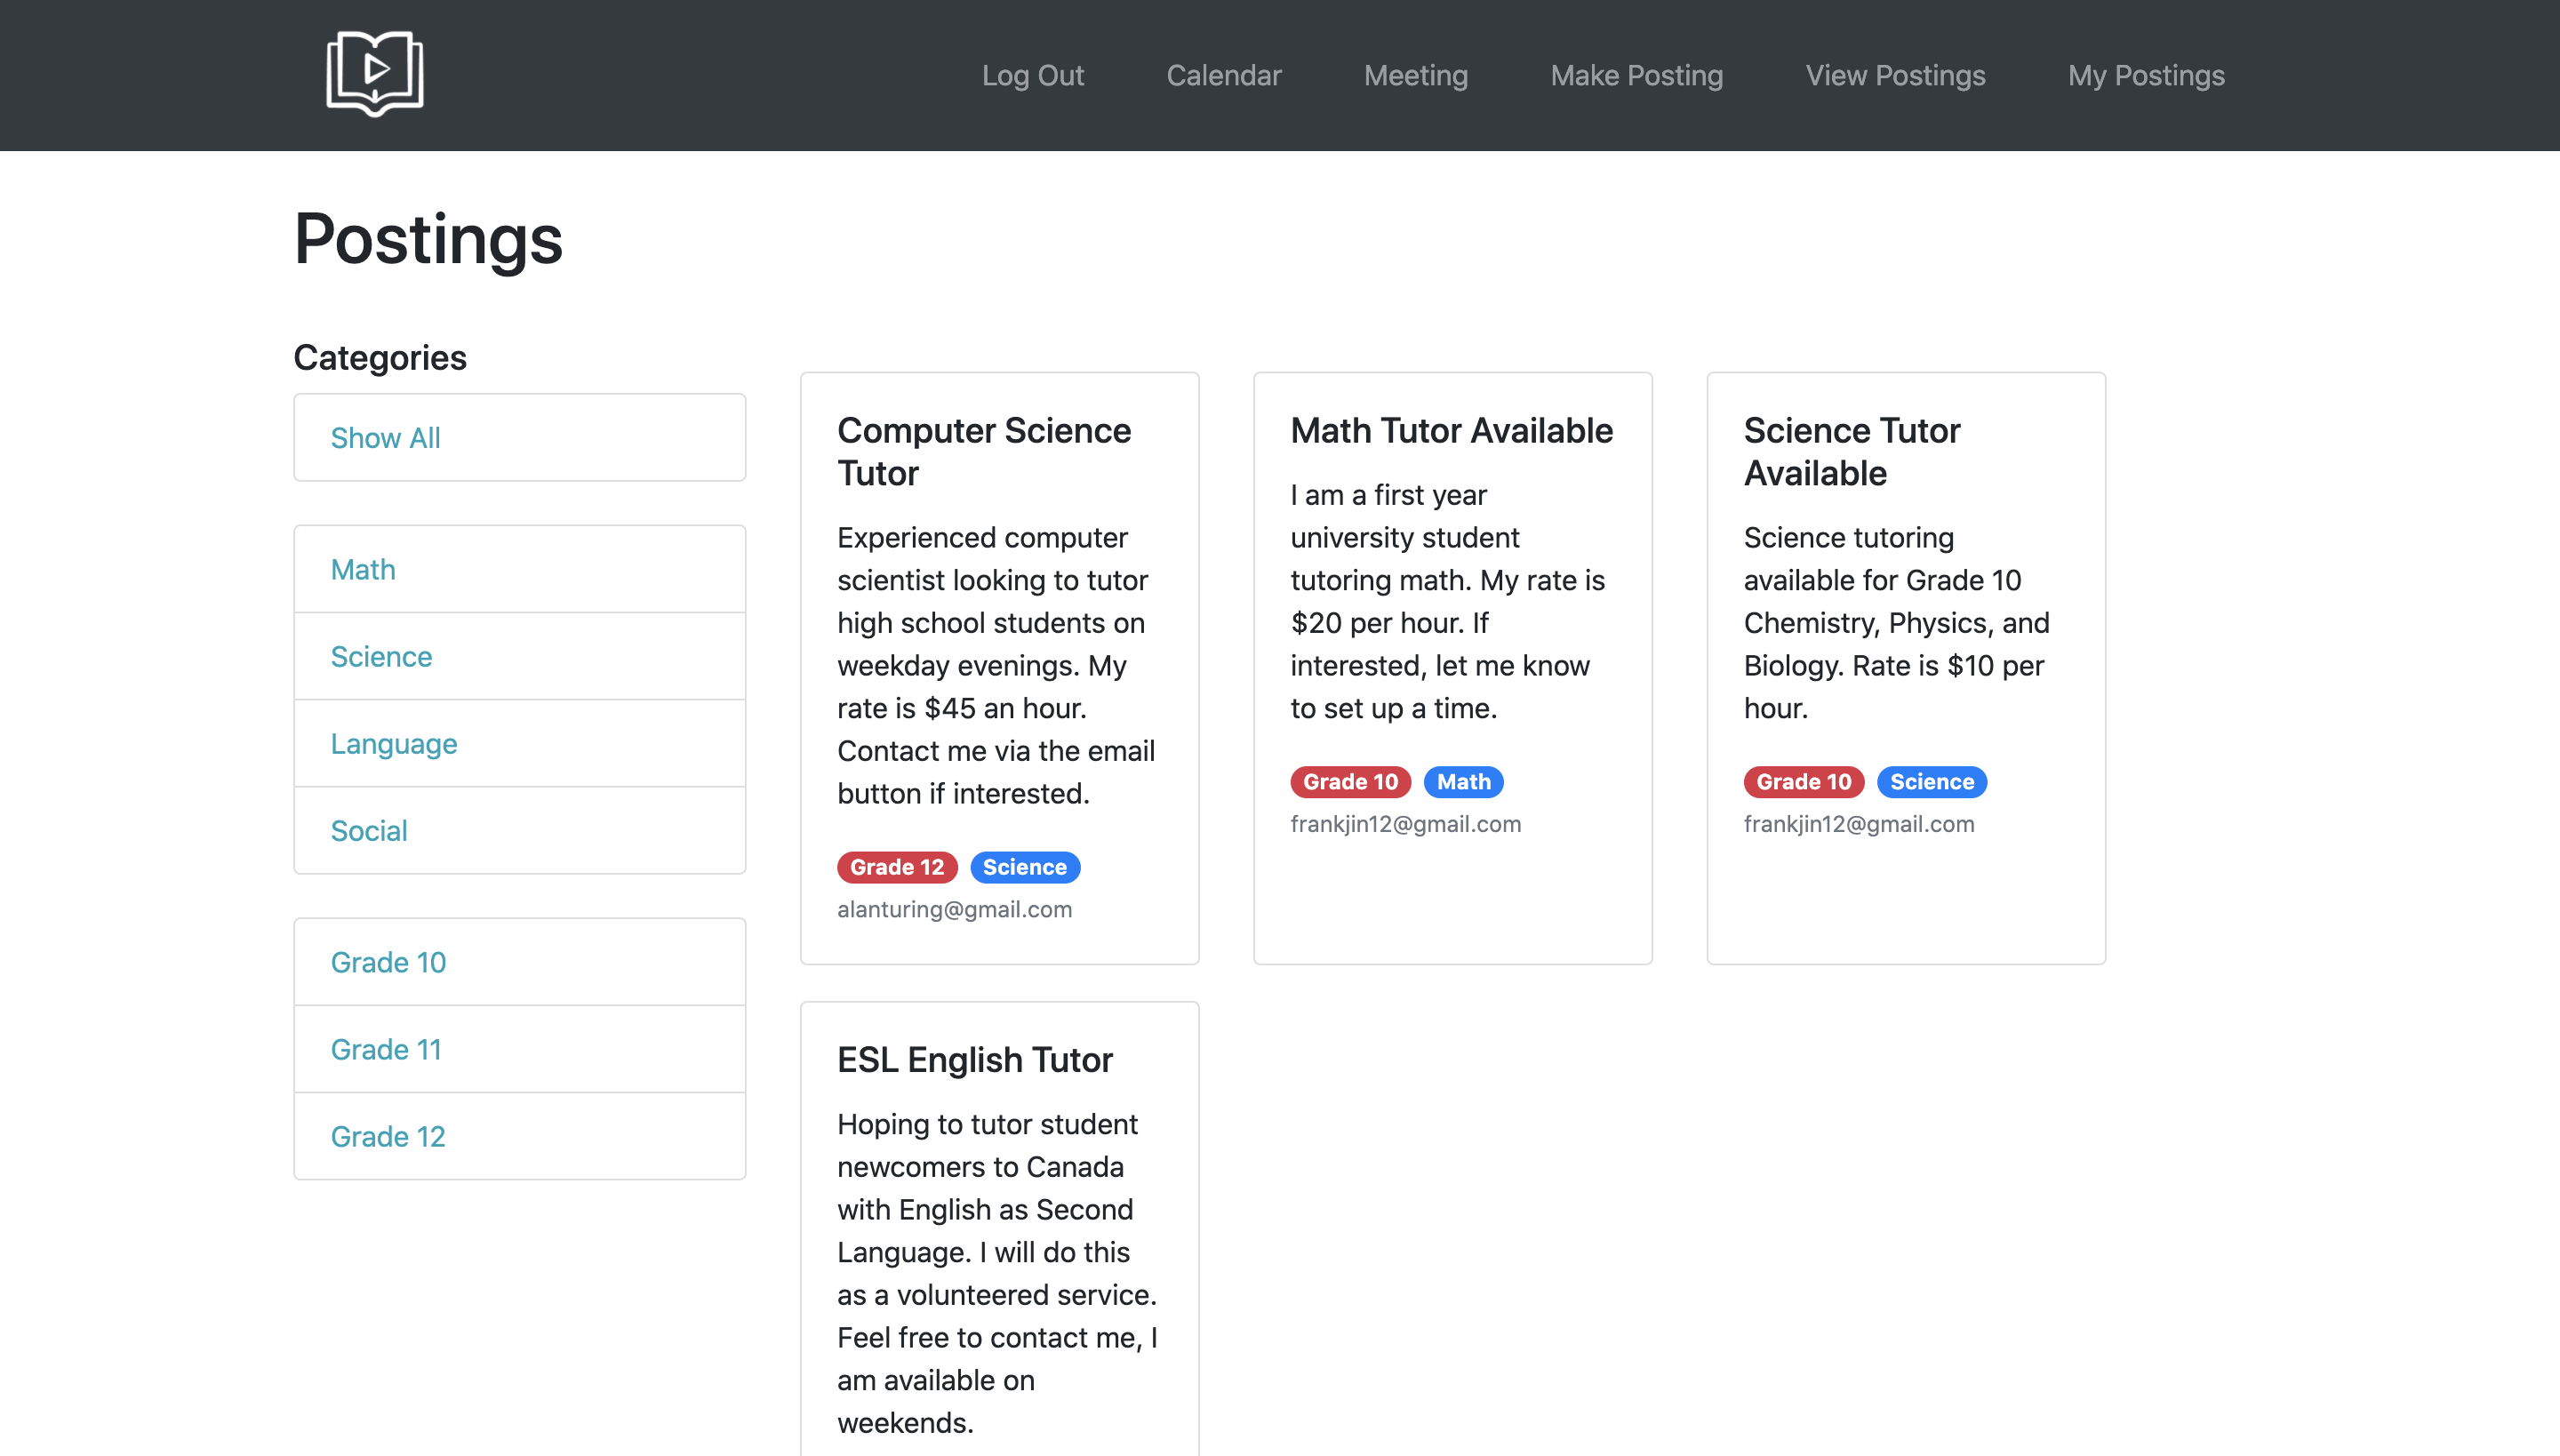 Log Out
Calendar
Meeting
Make Posting
View Postings
My Postings
Postings
Categories
Show All
Math
Science
Language
Social
Grade 10
Grade 11
Grade 12
Computer Science
Tutor
Experienced computer
scientist looking to tutor
high school students on
weekday evenings. My
rate is $45 an hour.
Contact me via the email
button if interested.
Grade 12 Science
alanturing@gmail.com
Math Tutor Available
I am a first year
university student
tutoring math. My rate is
$20 per hour. If
interested, let me know
to set up a time.
Grade 10 Math
frankjin12@gmail.com
Science Tutor
Available
Science tutoring
available for Grade 10
Chemistry, Physics, and
Biology. Rate is $10 per
hour.
Grade 10 Science
frankjin12@gmail.com
ESL English Tutor
Hoping to tutor student
newcomers to Canada
with English as Second
Language. I will do this
as a volunteered service.
Feel free to contact me, I
am available on
weekends.